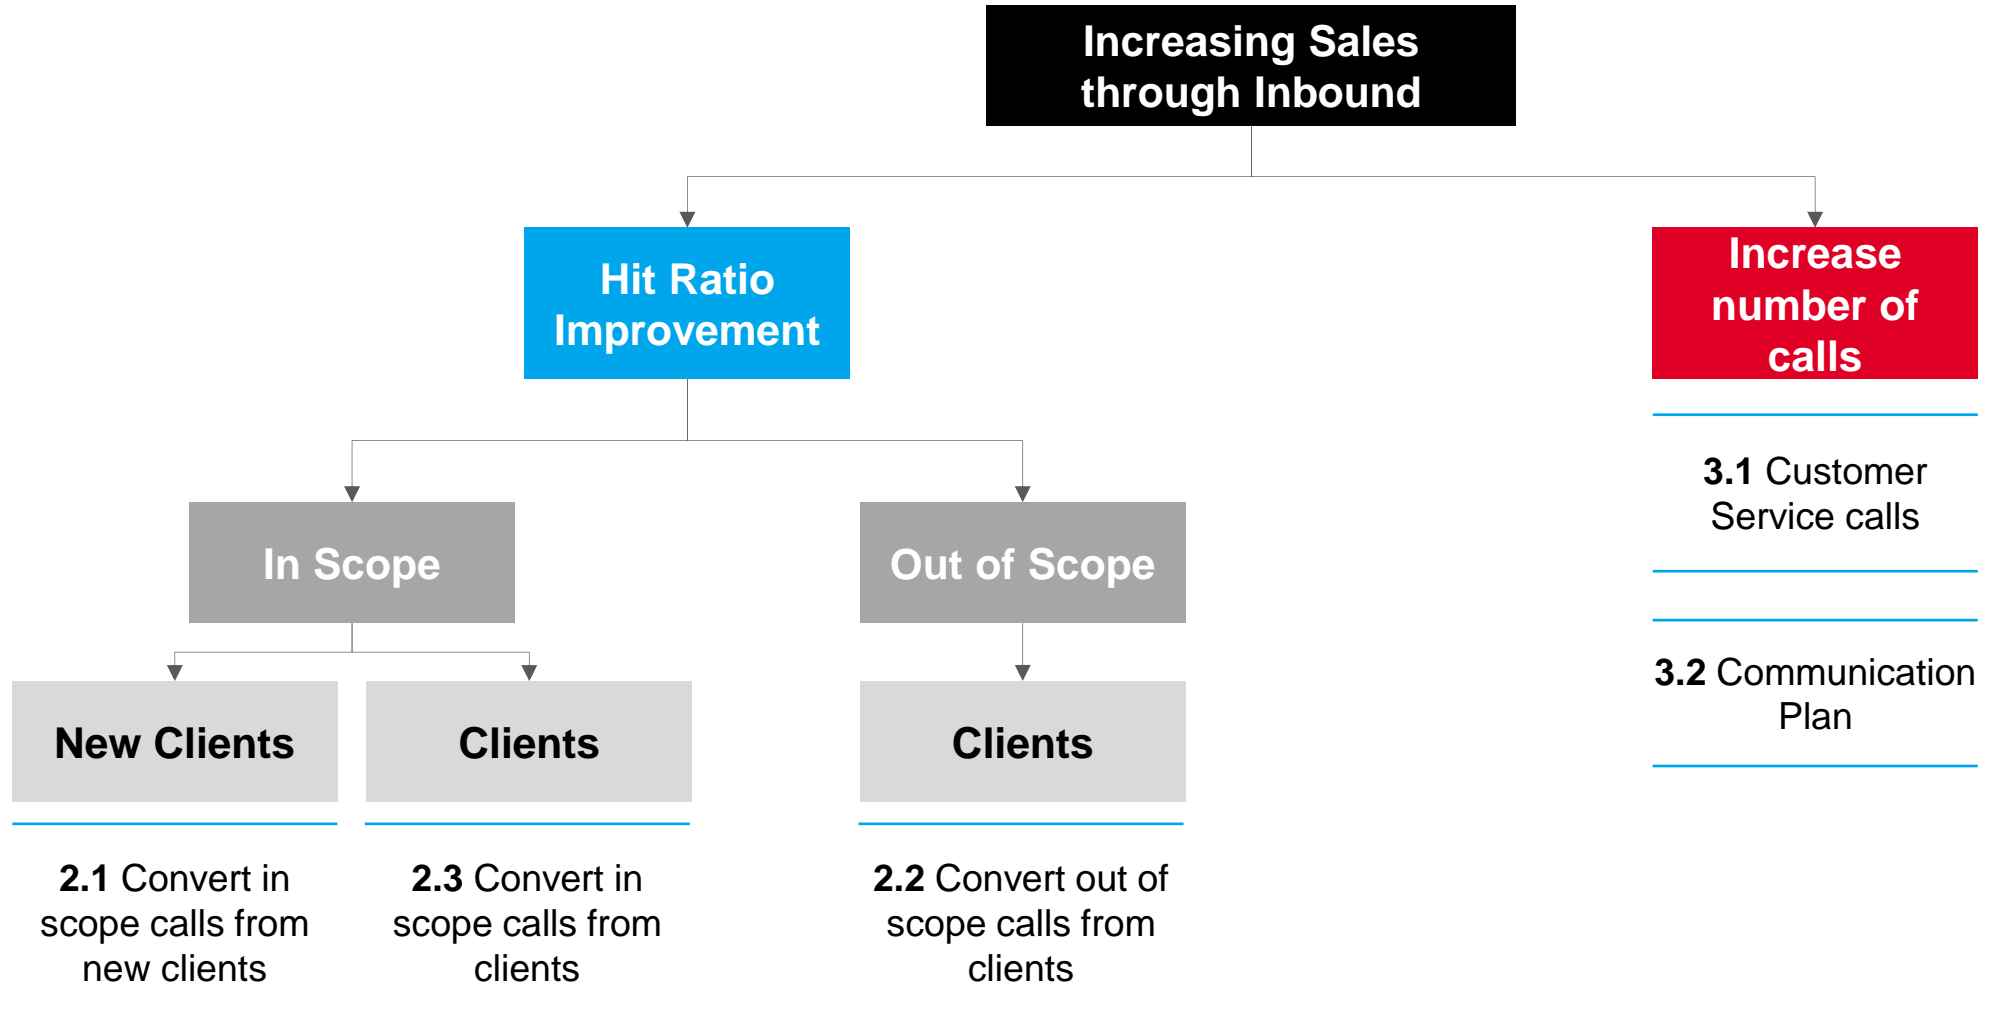 Increasing Sales
through Inbound
Hit Ratio
Improvement
Increase
number of
calls
In Scope
Out of Scope
3.1 Customer
Service calls
3.2 Communication
Plan
New Clients
Clients
Clients
2.1 Convert in
scope calls from
new clients
2.3 Convert in
scope calls from
clients
2.2 Convert out of
scope calls from
clients